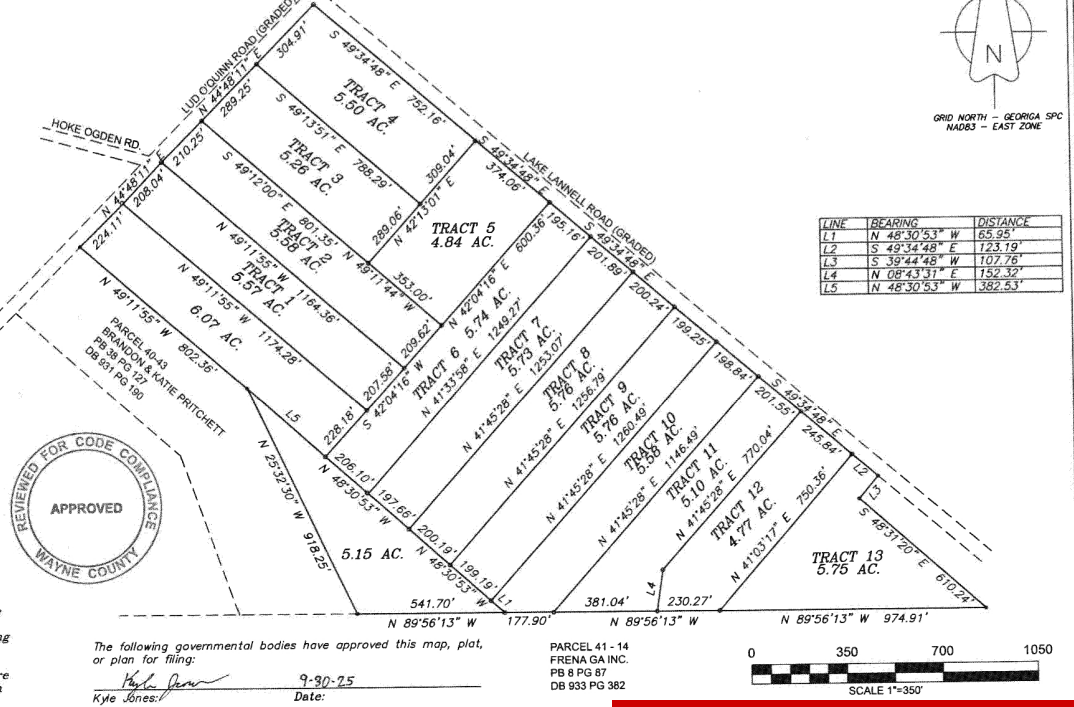 LUD O'QUINN ROAD (GRADED)
HOKE OGDEN RD.
LAKE LANNELL ROAD (GRADED)
N
GRID NORTH - GEORIGA SPC
NAD83 - EAST ZONE
304.91'
N 44°48'11" E
289.25'
210.25'
N 44°48'11" E
208.04'
224.11'
S 49°34'48" E 752.16'
TRACT 4
5.50 AC.
S 49°13'51" E 788.29'
309.04'
TRACT 3
5.26 AC.
S 49°12'00" E 801.35'
289.06'
N 42°13'01" E
TRACT 2
5.56 AC.
N 49°11'44" W
353.00'
N 49°11'55" W 1164.36'
TRACT 1
5.57 AC.
N 49°11'55" W 1174.28'
6.07 AC.
N 49°11'55" W 802.36'
PARCEL 40-43
BRANDON & KATIE PRITCHETT
PB 38 PG 127
DB 931 PG 190
S 49°34'48" E
374.06'
TRACT 5
4.84 AC.
195.16'
S 49°34'48" E
201.89'
200.24'
199.25'
198.84'
S 49°34'48" E
201.55'
245.84'
L2
L3
N 42°04'16" E 600.36'
209.62'
207.58'
S 42°04'16" W
228.18'
TRACT 6 5.74 AC.
N 41°33'58" E 1249.27'
TRACT 7
5.73 AC.
N 41°45'28" E 1253.07'
TRACT 8
5.76 AC.
N 41°45'28" E 1256.79'
TRACT 9
5.76 AC.
N 41°45'28" E 1260.49'
TRACT 10
5.58 AC.
N 41°45'28" E 1146.49'
TRACT 11
5.10 AC.
N 41°45'28" E 770.04'
TRACT 12
4.77 AC.
N 41°03'17" E 750.36'
TRACT 13
5.75 AC.
S 48°31'20" E 610.24'
L5
206.10'
N 48°30'53" W
197.66'
200.19'
N 48°30'53" W
199.19'
L1
L4
N 25°32'30" W 918.25'
5.15 AC.
541.70'
N 89°56'13" W
177.90'
381.04'
N 89°56'13" W
230.27'
N 89°56'13" W 974.91'
LINE BEARING DISTANCE
L1 N 48°30'53" W 65.95'
L2 S 49°34'48" E 123.19'
L3 S 39°44'48" W 107.76'
L4 N 08°43'31" E 152.32'
L5 N 48°30'53" W 382.53'
REVIEWED FOR CODE COMPLIANCE
APPROVED
WAYNE COUNTY
The following governmental bodies have approved this map, plat,
or plan for filing:
9-30-25
Kyle Jones: Date:
PARCEL 41 - 14
FRENA GA INC.
PB 8 PG 87
DB 933 PG 382
0 350 700 1050
SCALE 1"=350'